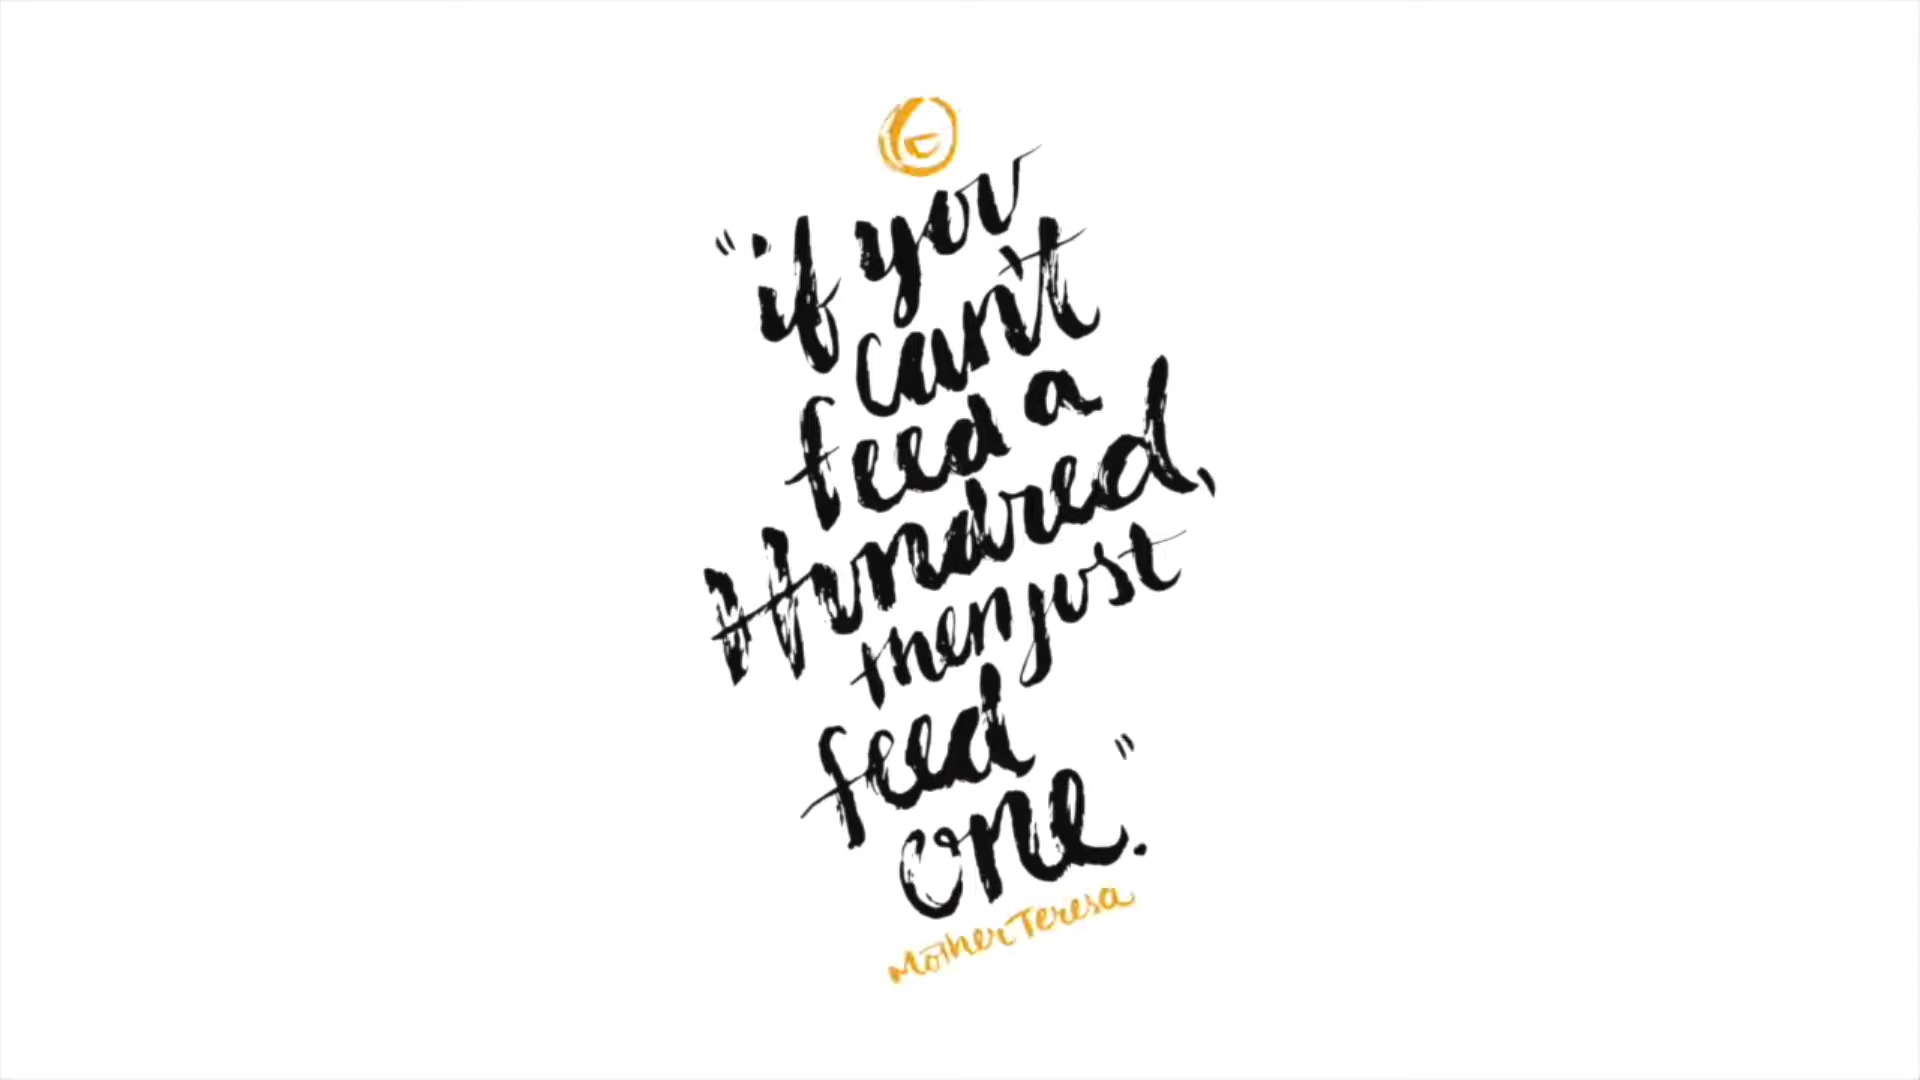 "if you
can't
feed a
Hundred,
then just
feed
one."
Mother Teresa